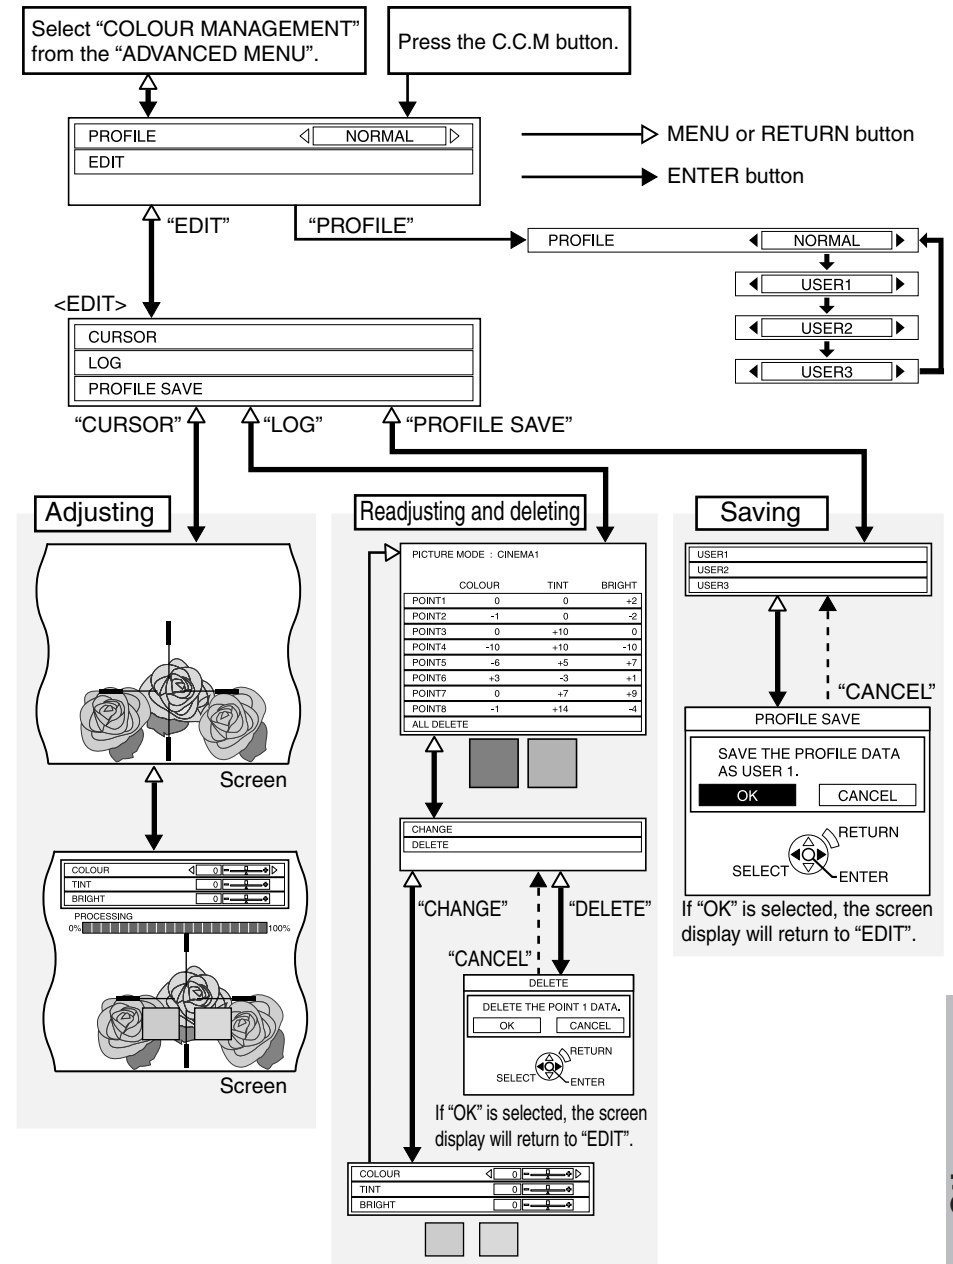 Select “COLOUR MANAGEMENT”
from the “ADVANCED MENU”.
Press the C.C.M button.
PROFILE NORMAL
EDIT
MENU or RETURN button
ENTER button
“EDIT”
“PROFILE”
PROFILE NORMAL
USER1
USER2
USER3
<EDIT>
CURSOR
LOG
PROFILE SAVE
“CURSOR”
“LOG”
“PROFILE SAVE”
Adjusting
Screen
COLOUR 0 - +
TINT 0 - +
BRIGHT 0 - +
PROCESSING
0% 100%
Screen
Readjusting and deleting
PICTURE MODE : CINEMA1
COLOUR TINT BRIGHT
POINT1 0 0 +2
POINT2 -1 0 -2
POINT3 0 +10 0
POINT4 -10 +10 -10
POINT5 -6 +5 +7
POINT6 +3 -3 +1
POINT7 0 +7 +9
POINT8 -1 +14 -4
ALL DELETE
CHANGE
DELETE
“CHANGE”
“DELETE”
“CANCEL”
DELETE
DELETE THE POINT 1 DATA.
OK CANCEL
RETURN
SELECT
ENTER
If “OK” is selected, the screen
display will return to “EDIT”.
COLOUR 0 - +
TINT 0 - +
BRIGHT 0 - +
Saving
USER1
USER2
USER3
“CANCEL”
PROFILE SAVE
SAVE THE PROFILE DATA
AS USER 1.
OK CANCEL
RETURN
SELECT
ENTER
If “OK” is selected, the screen
display will return to “EDIT”.